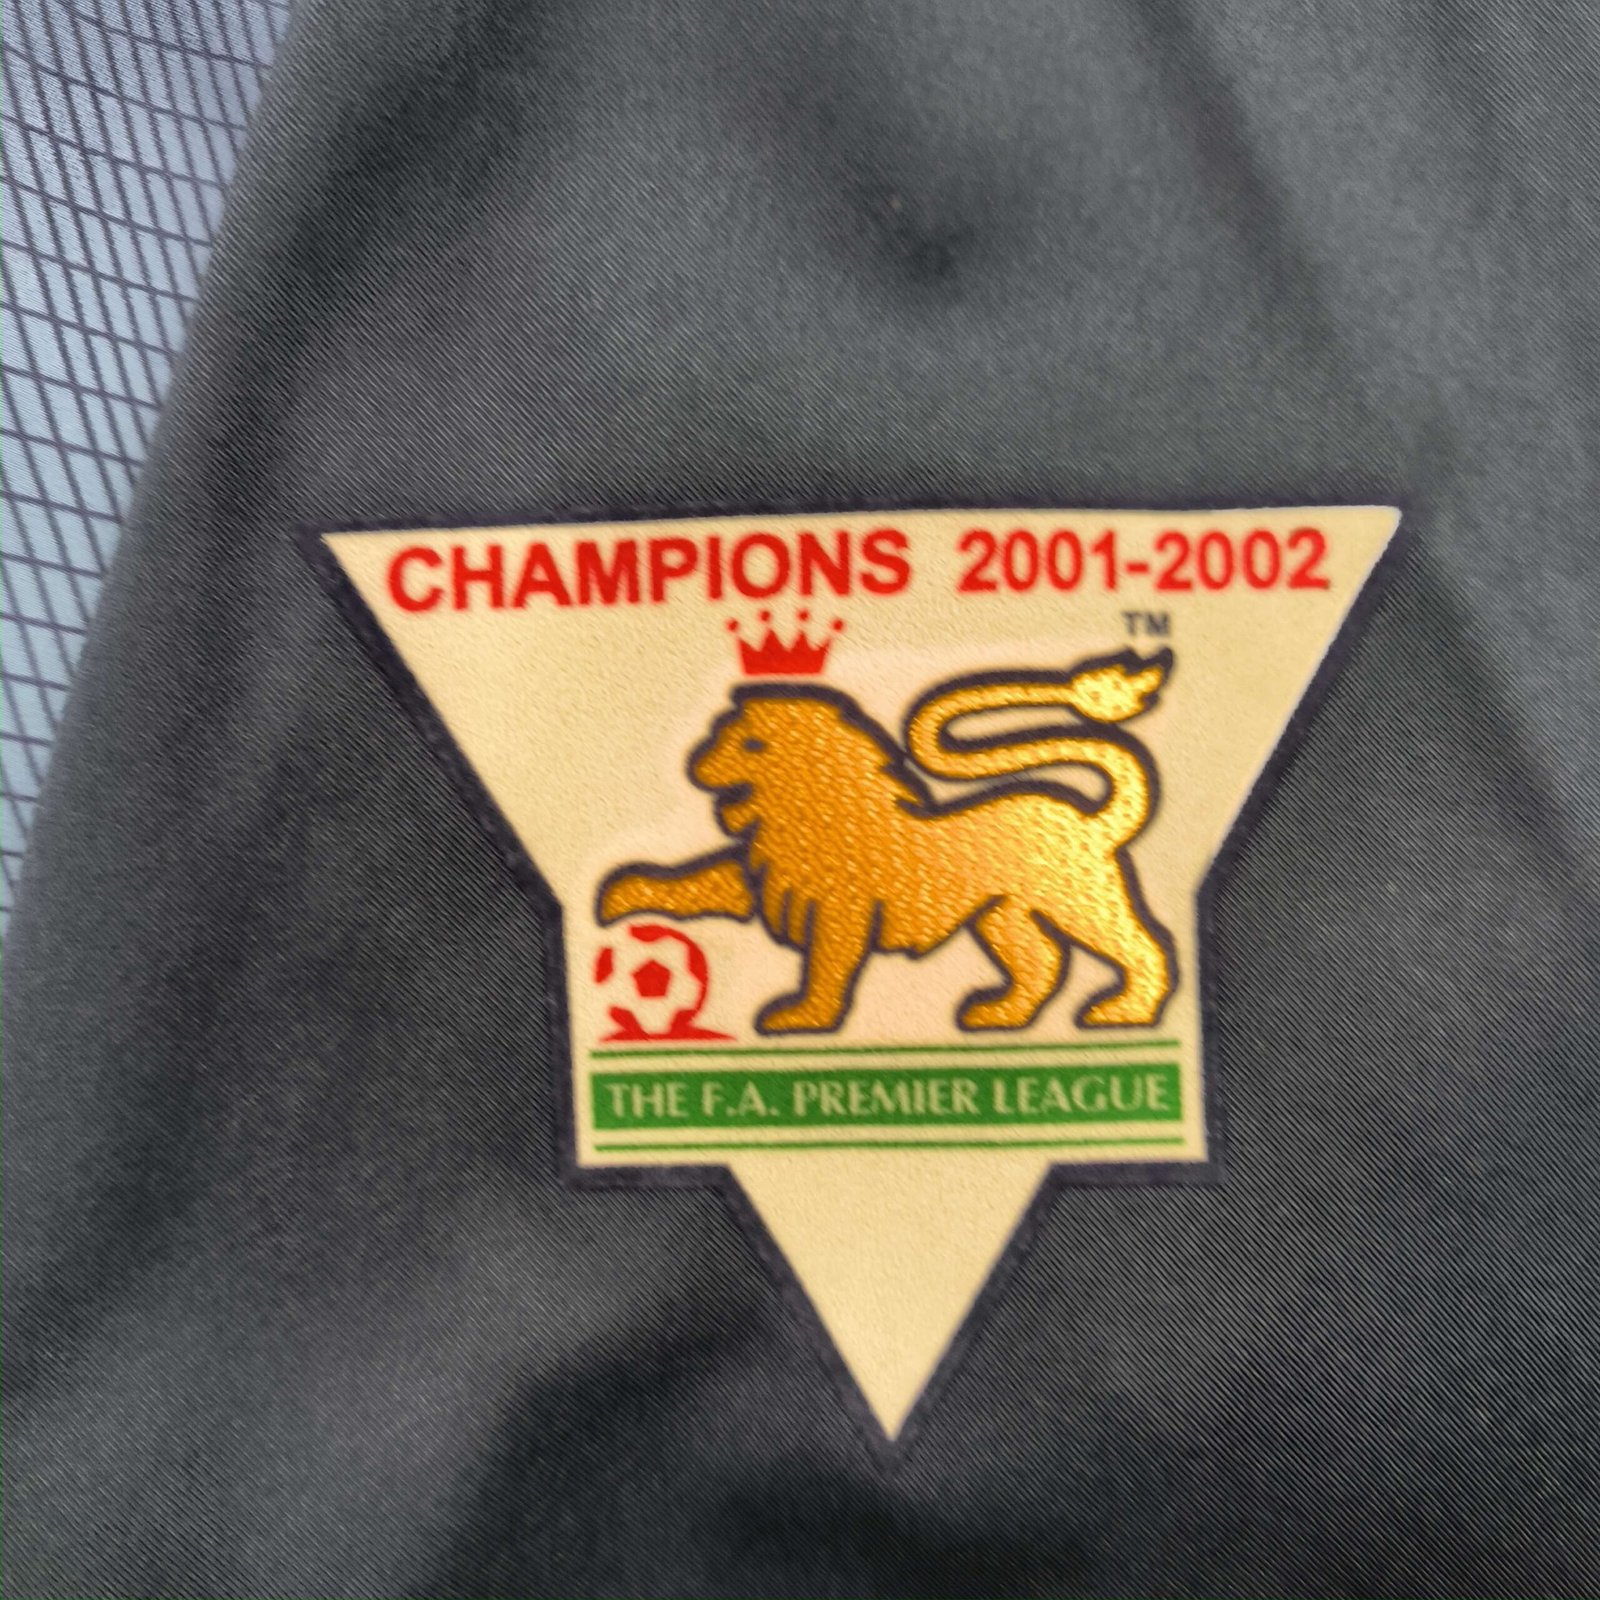 CHAMPIONS 2001-2002
TM
THE F.A. PREMIER LEAGUE